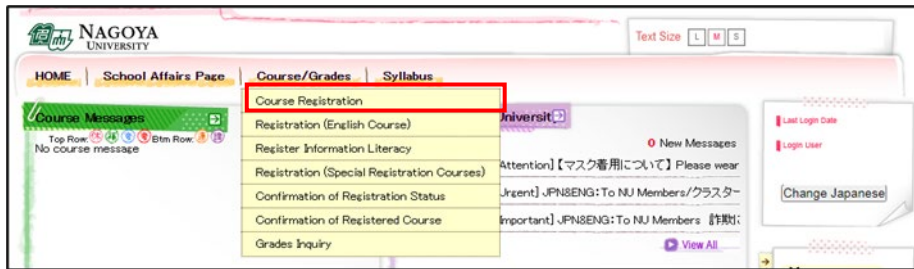 NAGOYA
UNIVERSITY
Text Size L M S
HOME School Affairs Page Course/Grades Syllabus
Course Registration
Registration (English Course)
Register Information Literacy
Registration (Special Registration Courses)
Confirmation of Registration Status
Confirmation of Registered Course
Grades Inquiry
Course Messages
Top Row: Btm Row:
No course message
Universit
0 New Messages
Attention]【マスク着用について】Please wear
Urgent] JPN&ENG:To NU Members/クラスター
mportant] JPN&ENG:To NU Members 詐欺に
View All
Last Login Date
Login User
Change Japanese